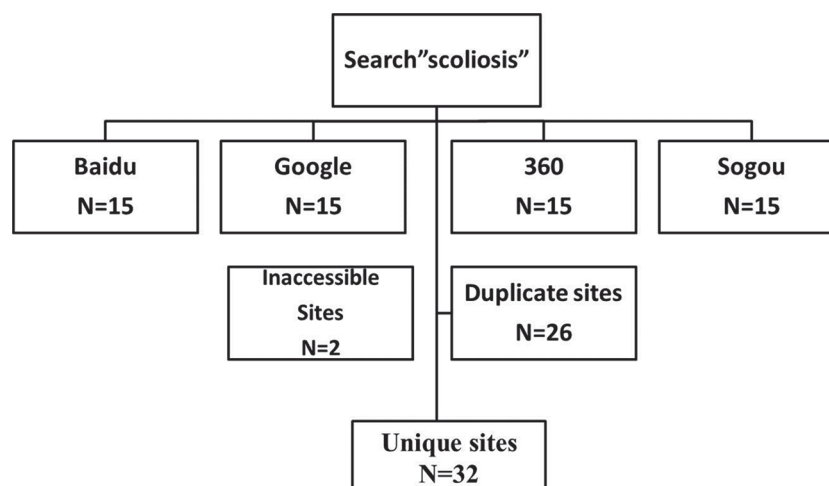 Search”scoliosis”
Baidu
N=15
Google
N=15
360
N=15
Sogou
N=15
Inaccessible
Sites
N=2
Duplicate sites
N=26
Unique sites
N=32